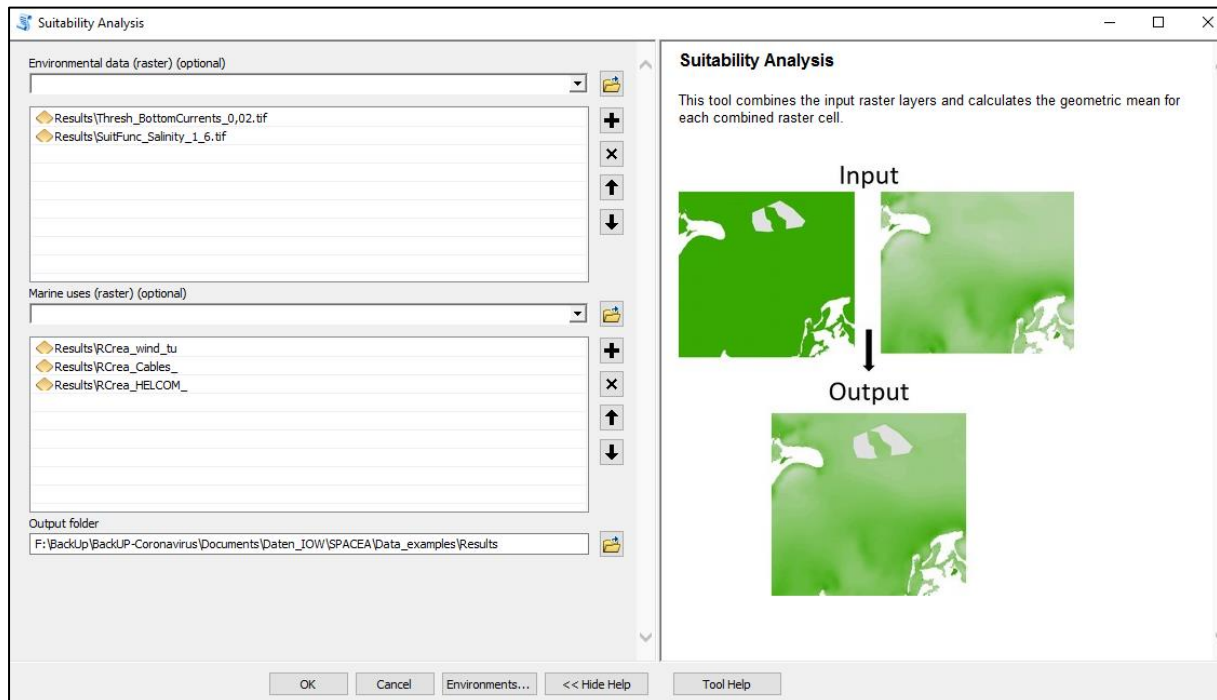 Suitability Analysis
Environmental data (raster) (optional)
Results\Thresh_BottomCurrents_0,02.tif
Results\SuitFunc_Salinity_1_6.tif
Marine uses (raster) (optional)
Results\RCrea_wind_tu
Results\RCrea_Cables_
Results\RCrea_HELCOM_
Output folder
F:\BackUp\BackUP-Coronavirus\Documents\Daten_IOW\SPACEA\Data_examples\Results
Suitability Analysis
This tool combines the input raster layers and calculates the geometric mean for
each combined raster cell.
Input
Output
OK
Cancel
Environments...
<< Hide Help
Tool Help